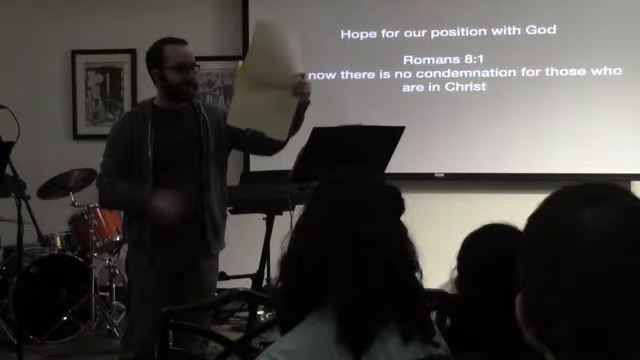 Hope for our position with God
Romans 8:1
now there is no condemnation for those who
are in Christ